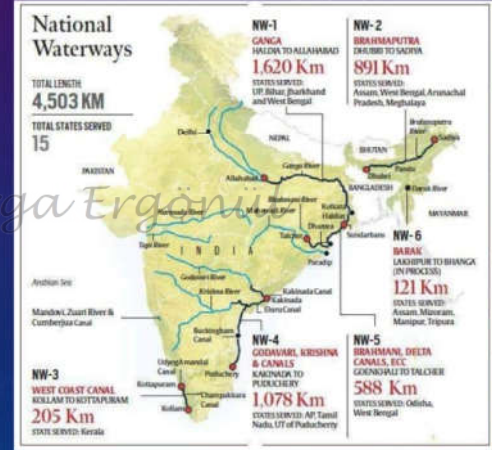 National
Waterways
TOTAL LENGTH
4,503 KM
TOTAL STATES SERVED
15
NW-1
GANGA
HALDIA TO ALLAHABAD
1,620 Km
STATES SERVED:
UP, Bihar, Jharkhand
and West Bengal
NW-2
BRAHMAPUTRA
DHUBRI TO SADIYA
891 Km
STATES SERVED:
Assam, West Bengal, Arunachal
Pradesh, Meghalaya
Delhi
NEPAL
BHUTAN
Brahmaputra
River
Sadiya
PAKISTAN
Allahabad
Ganga River
Dhubri
Pandu
BANGLADESH
Barak River
MYANMAR
Narmada River
Brahmani River
Mahanadi River
Kolkata
Haldia
Dhamra
Talcher
Sundarbans
Paradip
Tapi River
INDIA
Arabian Sea
Godavari River
Krishna River
Kakinada Canal
Kakinada
Eluru Canal
Mandovi, Zuari River &
Cumberjua Canal
Buckingham
Canal
Udyogmandal
Canal
Puducherry
Kottapuram
Champakkara
Canal
Kollam
NW-6
BARAK
LAKHIPUR TO BHANGA
(IN PROCESS)
121 Km
STATES SERVED:
Assam, Mizoram,
Manipur, Tripura
NW-3
WEST COAST CANAL
KOLLAM TO KOTTAPURAM
205 Km
STATE SERVED: Kerala
NW-4
GODAVARI, KRISHNA
& CANALS
KAKINADA TO
PUDUCHERRY
1,078 Km
STATES SERVED: AP, Tamil
Nadu, UT of Puducherry
NW-5
BRAHMANI, DELTA
CANALS, ECC
GOENKHALI TO TALCHER
588 Km
STATES SERVED: Odisha,
West Bengal